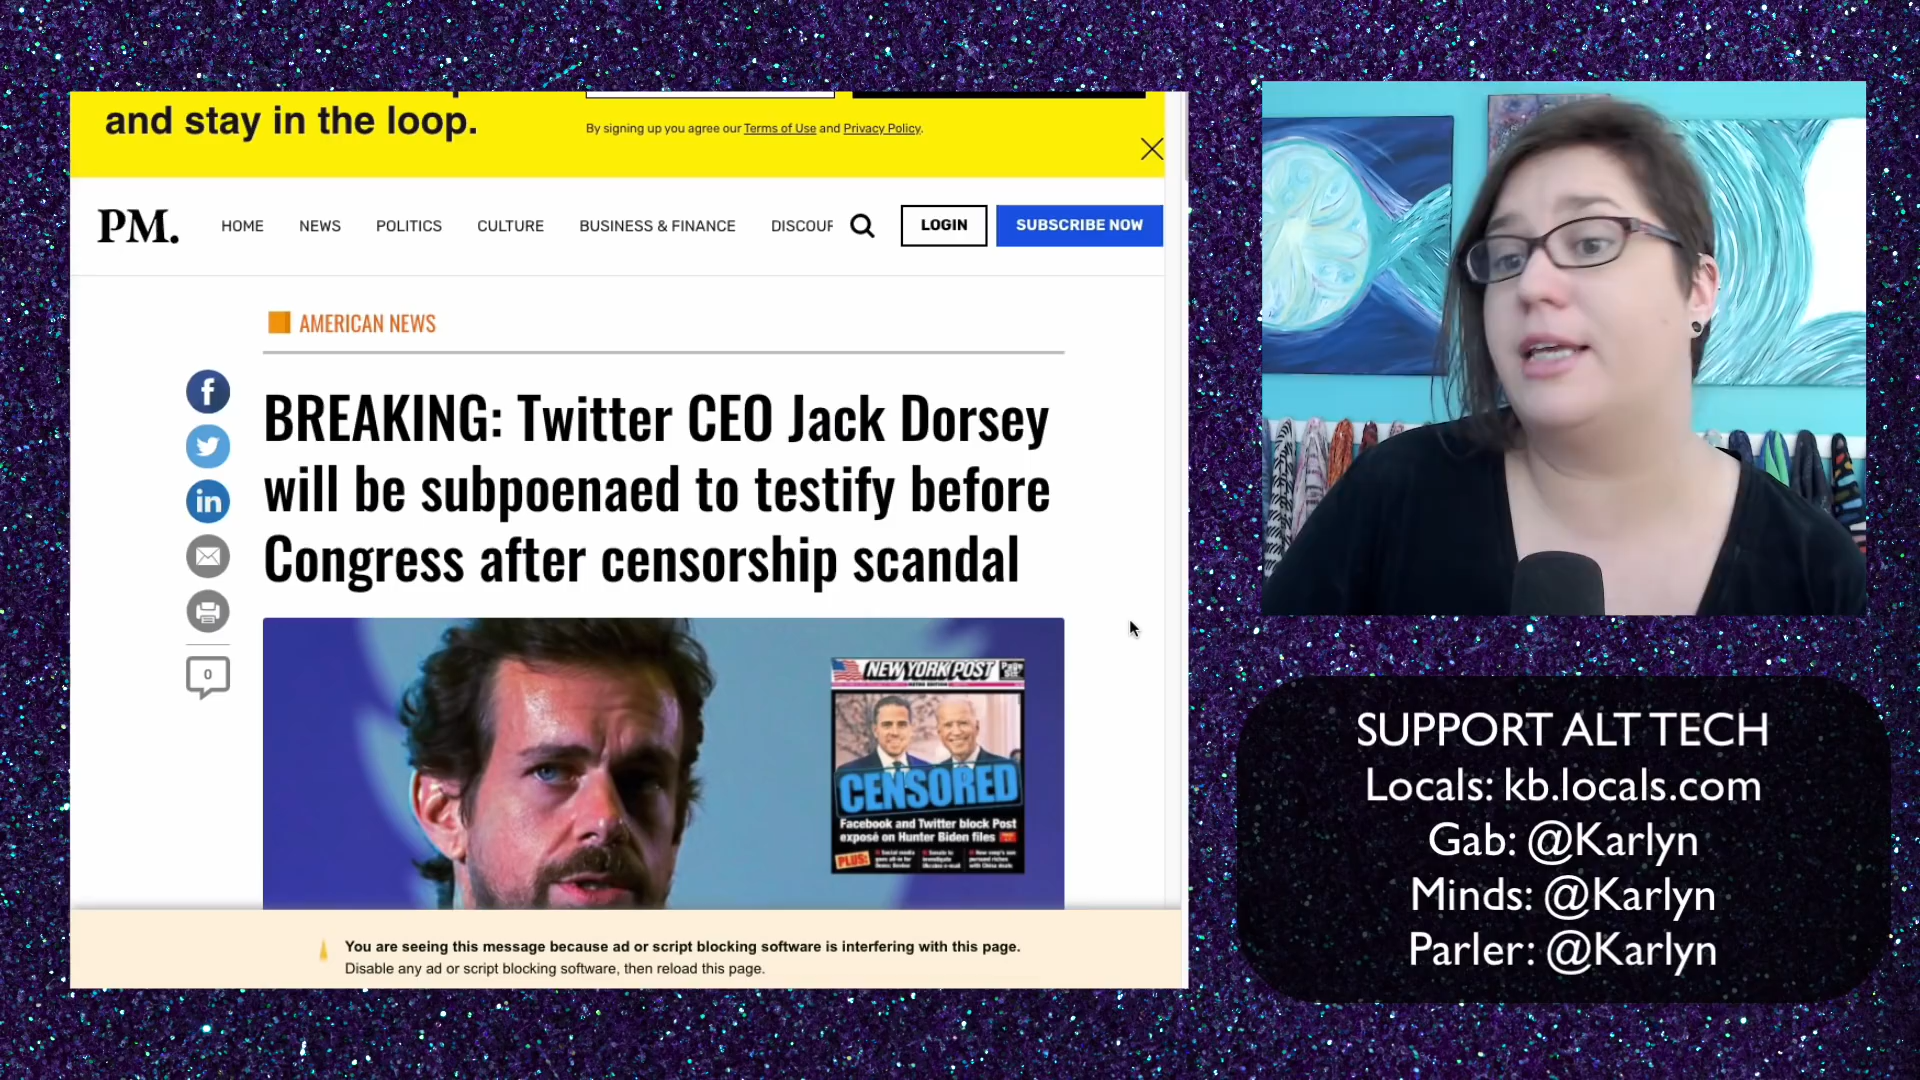 and stay in the loop.
By signing up you agree our Terms of Use and Privacy Policy.
PM.
HOME NEWS POLITICS CULTURE BUSINESS & FINANCE DISCOUR LOGIN SUBSCRIBE NOW
AMERICAN NEWS
BREAKING: Twitter CEO Jack Dorsey
will be subpoenaed to testify before
Congress after censorship scandal
0
NEW YORK POST
CENSORED
Facebook and Twitter block Post
exposé on Hunter Biden files
PLUS:
You are seeing this message because ad or script blocking software is interfering with this page.
Disable any ad or script blocking software, then reload this page.
SUPPORT ALT TECH
Locals: kb.locals.com
Gab: @Karlyn
Minds: @Karlyn
Parler: @Karlyn